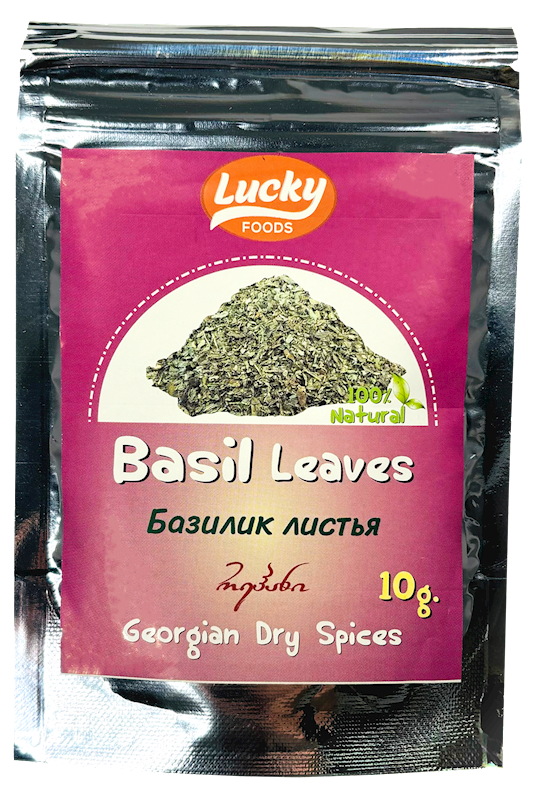 Lucky
FOODS
100%
Natural
Basil Leaves
Базилик листья
რეჰანი
10g.
Georgian Dry Spices